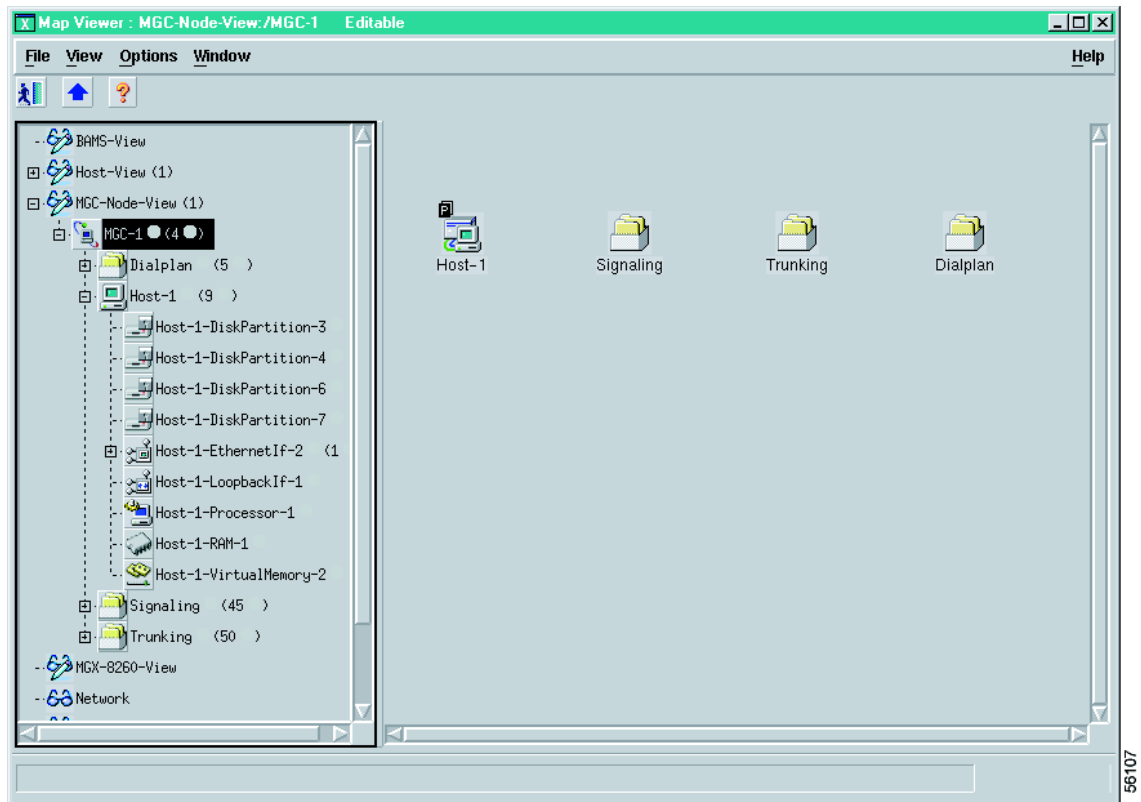 Map Viewer : MGC-Node-View:/MGC-1 Editable
File View Options Window Help
BAMS-View
Host-View (1)
MGC-Node-View (1)
MGC-1 (4 )
Dialplan (5 )
Host-1 (9 )
Host-1-DiskPartition-3
Host-1-DiskPartition-4
Host-1-DiskPartition-6
Host-1-DiskPartition-7
Host-1-EthernetIf-2 (1
Host-1-LoopbackIf-1
Host-1-Processor-1
Host-1-RAM-1
Host-1-VirtualMemory-2
Signaling (45 )
Trunking (50 )
MGX-8260-View
Network
P
Host-1 Signaling Trunking Dialplan
56107